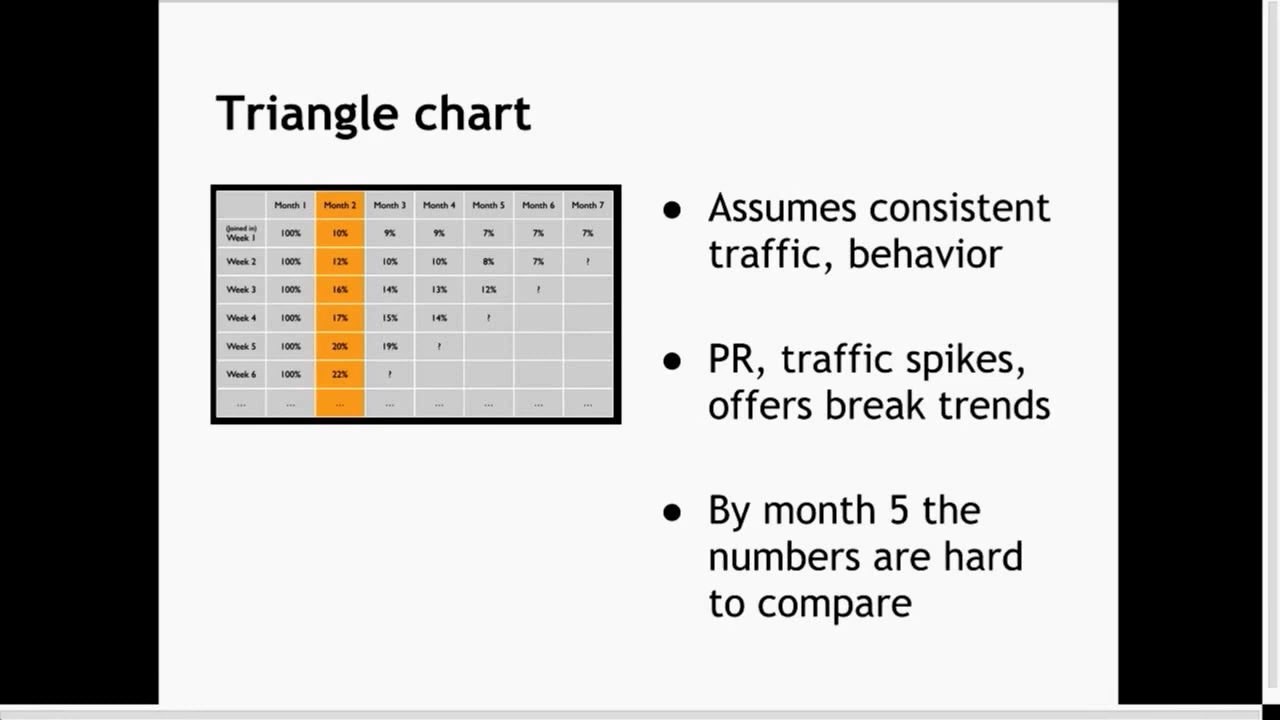 Triangle chart
Month 1 Month 2 Month 3 Month 4 Month 5 Month 6 Month 7
(Joined in)
Week 1 100% 10% 9% 9% 7% 7% 7%
Week 2 100% 12% 10% 10% 8% 7% ?
Week 3 100% 16% 14% 13% 12% ?
Week 4 100% 17% 15% 14% ?
Week 5 100% 20% 19% ?
Week 6 100% 22% ?
... ... ... ... ... ... ... ...
● Assumes consistent
traffic, behavior
● PR, traffic spikes,
offers break trends
● By month 5 the
numbers are hard
to compare